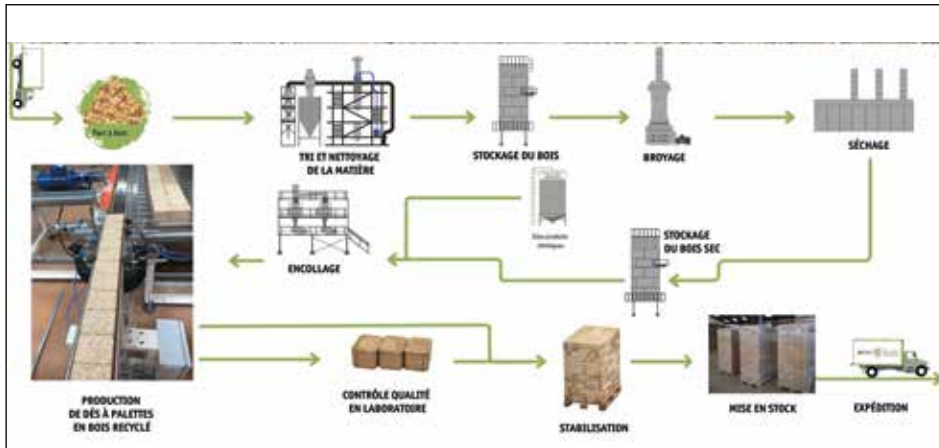 Parc à bois
TRI ET NETTOYAGE
DE LA MATIÈRE
STOCKAGE DU BOIS
BROYAGE
SÉCHAGE
STOCKAGE
DU BOIS SEC
ENCOLLAGE
PRODUCTION
DE DÉS À PALETTES
EN BOIS RECYCLÉ
CONTRÔLE QUALITÉ
EN LABORATOIRE
STABILISATION
MISE EN STOCK
EXPÉDITION